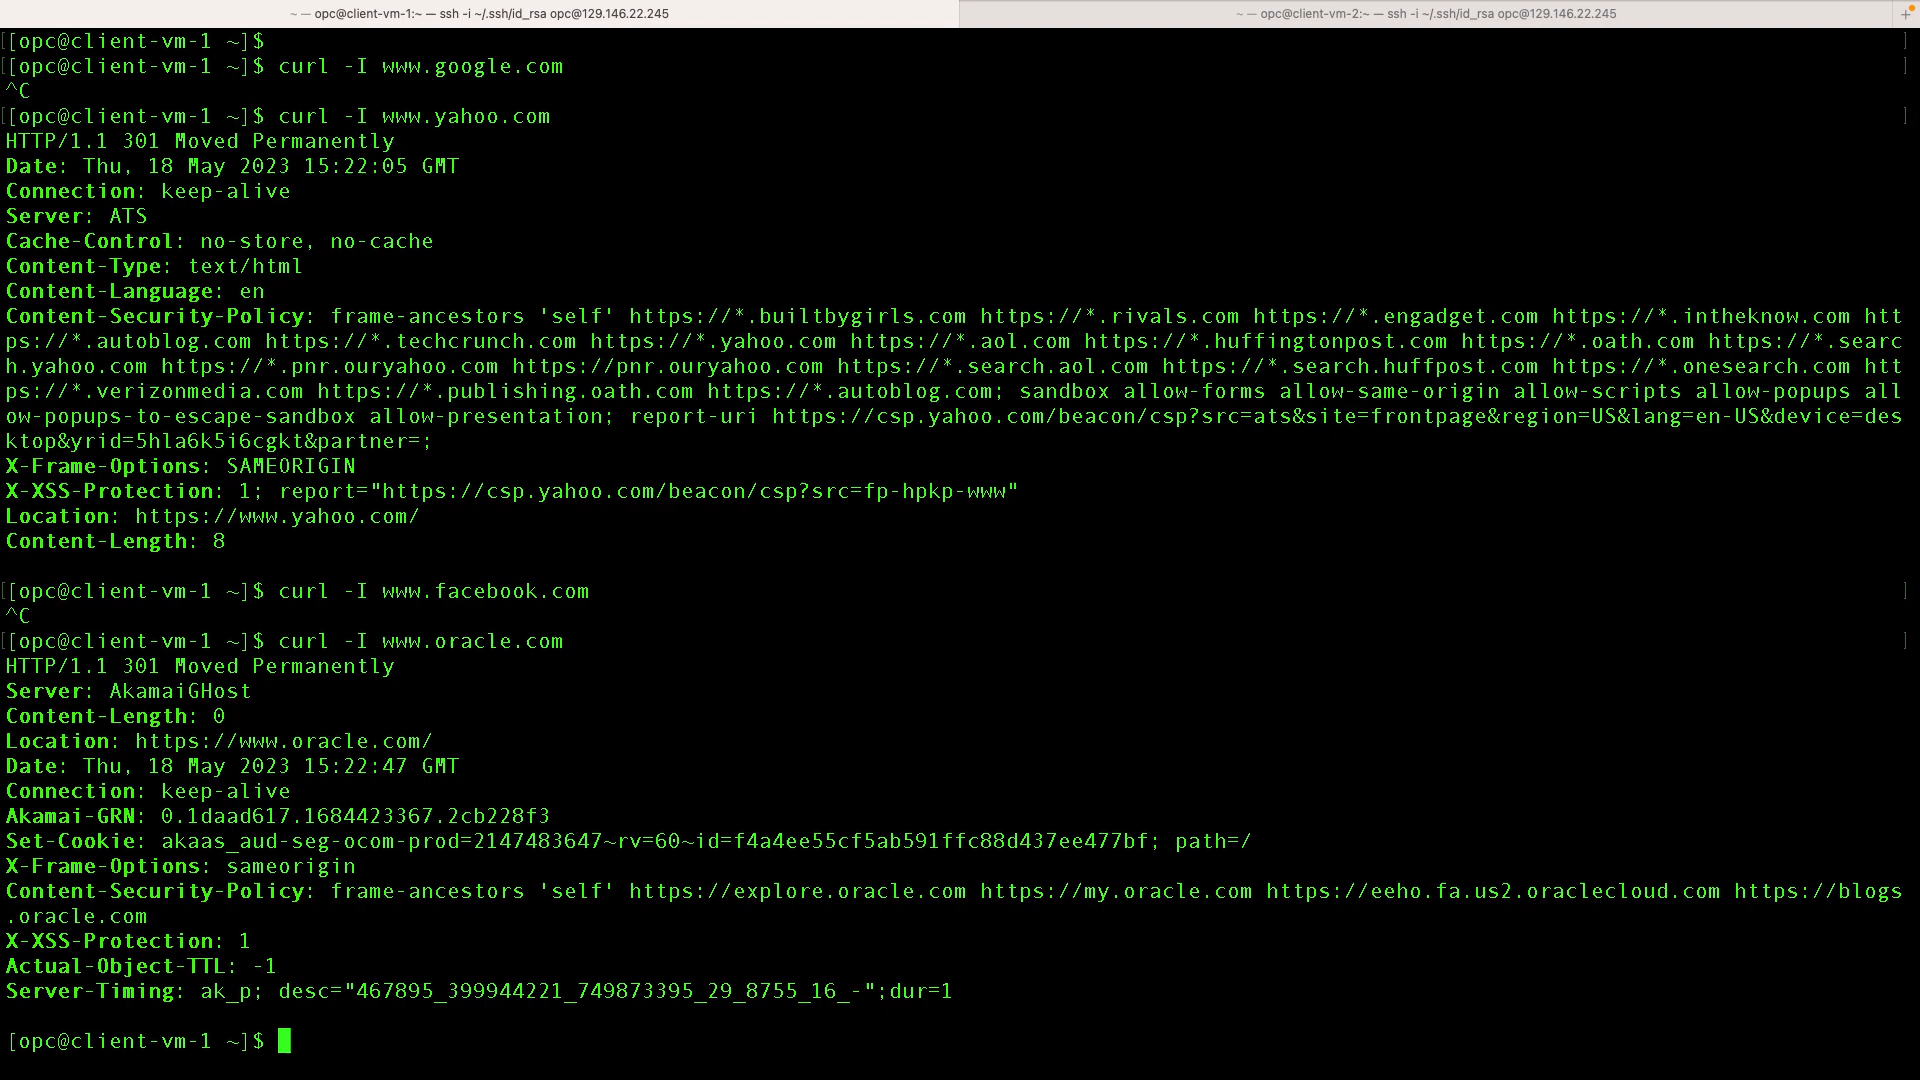 ~ — opc@client-vm-1:~ — ssh -i ~/.ssh/id_rsa opc@129.146.22.245
~ — opc@client-vm-2:~ — ssh -i ~/.ssh/id_rsa opc@129.146.22.245
+
[[opc@client-vm-1 ~]$ ]
[[opc@client-vm-1 ~]$ curl -I www.google.com ]
^C
[[opc@client-vm-1 ~]$ curl -I www.yahoo.com ]
HTTP/1.1 301 Moved Permanently
Date: Thu, 18 May 2023 15:22:05 GMT
Connection: keep-alive
Server: ATS
Cache-Control: no-store, no-cache
Content-Type: text/html
Content-Language: en
Content-Security-Policy: frame-ancestors 'self' https://*.builtbygirls.com https://*.rivals.com https://*.engadget.com https://*.intheknow.com htt
ps://*.autoblog.com https://*.techcrunch.com https://*.yahoo.com https://*.aol.com https://*.huffingtonpost.com https://*.oath.com https://*.searc
h.yahoo.com https://*.pnr.ouryahoo.com https://pnr.ouryahoo.com https://*.search.aol.com https://*.search.huffpost.com https://*.onesearch.com htt
ps://*.verizonmedia.com https://*.publishing.oath.com https://*.autoblog.com; sandbox allow-forms allow-same-origin allow-scripts allow-popups all
ow-popups-to-escape-sandbox allow-presentation; report-uri https://csp.yahoo.com/beacon/csp?src=ats&site=frontpage&region=US&lang=en-US&device=des
ktop&yrid=5hla6k5i6cgkt&partner=;
X-Frame-Options: SAMEORIGIN
X-XSS-Protection: 1; report="https://csp.yahoo.com/beacon/csp?src=fp-hpkp-www"
Location: https://www.yahoo.com/
Content-Length: 8
[[opc@client-vm-1 ~]$ curl -I www.facebook.com ]
^C
[[opc@client-vm-1 ~]$ curl -I www.oracle.com ]
HTTP/1.1 301 Moved Permanently
Server: AkamaiGHost
Content-Length: 0
Location: https://www.oracle.com/
Date: Thu, 18 May 2023 15:22:47 GMT
Connection: keep-alive
Akamai-GRN: 0.1daad617.1684423367.2cb228f3
Set-Cookie: akaas_aud-seg-ocom-prod=2147483647~rv=60~id=f4a4ee55cf5ab591ffc88d437ee477bf; path=/
X-Frame-Options: sameorigin
Content-Security-Policy: frame-ancestors 'self' https://explore.oracle.com https://my.oracle.com https://eeho.fa.us2.oraclecloud.com https://blogs
.oracle.com
X-XSS-Protection: 1
Actual-Object-TTL: -1
Server-Timing: ak_p; desc="467895_399944221_749873395_29_8755_16_-";dur=1
[opc@client-vm-1 ~]$